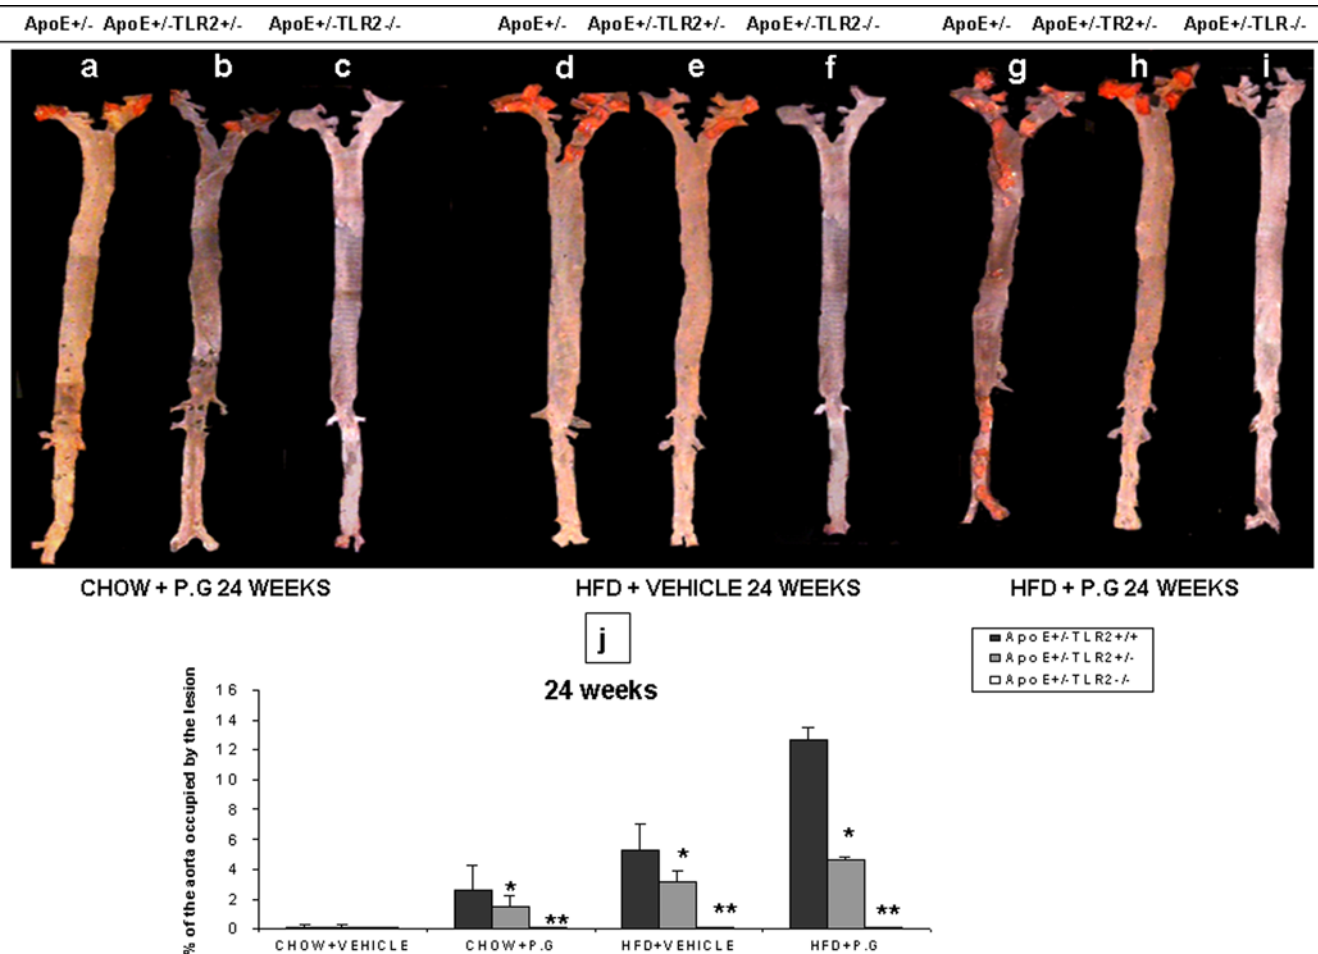 ApoE+/- ApoE+/-TLR2+/- ApoE+/-TLR2-/- ApoE+/- ApoE+/-TLR2+/- ApoE+/-TLR2-/- ApoE+/- ApoE+/-TR2+/- ApoE+/-TLR-/-
a b c d e f g h i
CHOW + P.G 24 WEEKS HFD + VEHICLE 24 WEEKS HFD + P.G 24 WEEKS
j
ApoE+/-TLR2+/+
ApoE+/-TLR2+/-
ApoE+/-TLR2-/-
24 weeks
% of the aorta occupied by the lesion
16
14
12
10
8
6
4
2
0
*
**
*
**
*
**
CHOW+VEHICLE CHOW+P.G HFD+VEHICLE HFD+P.G